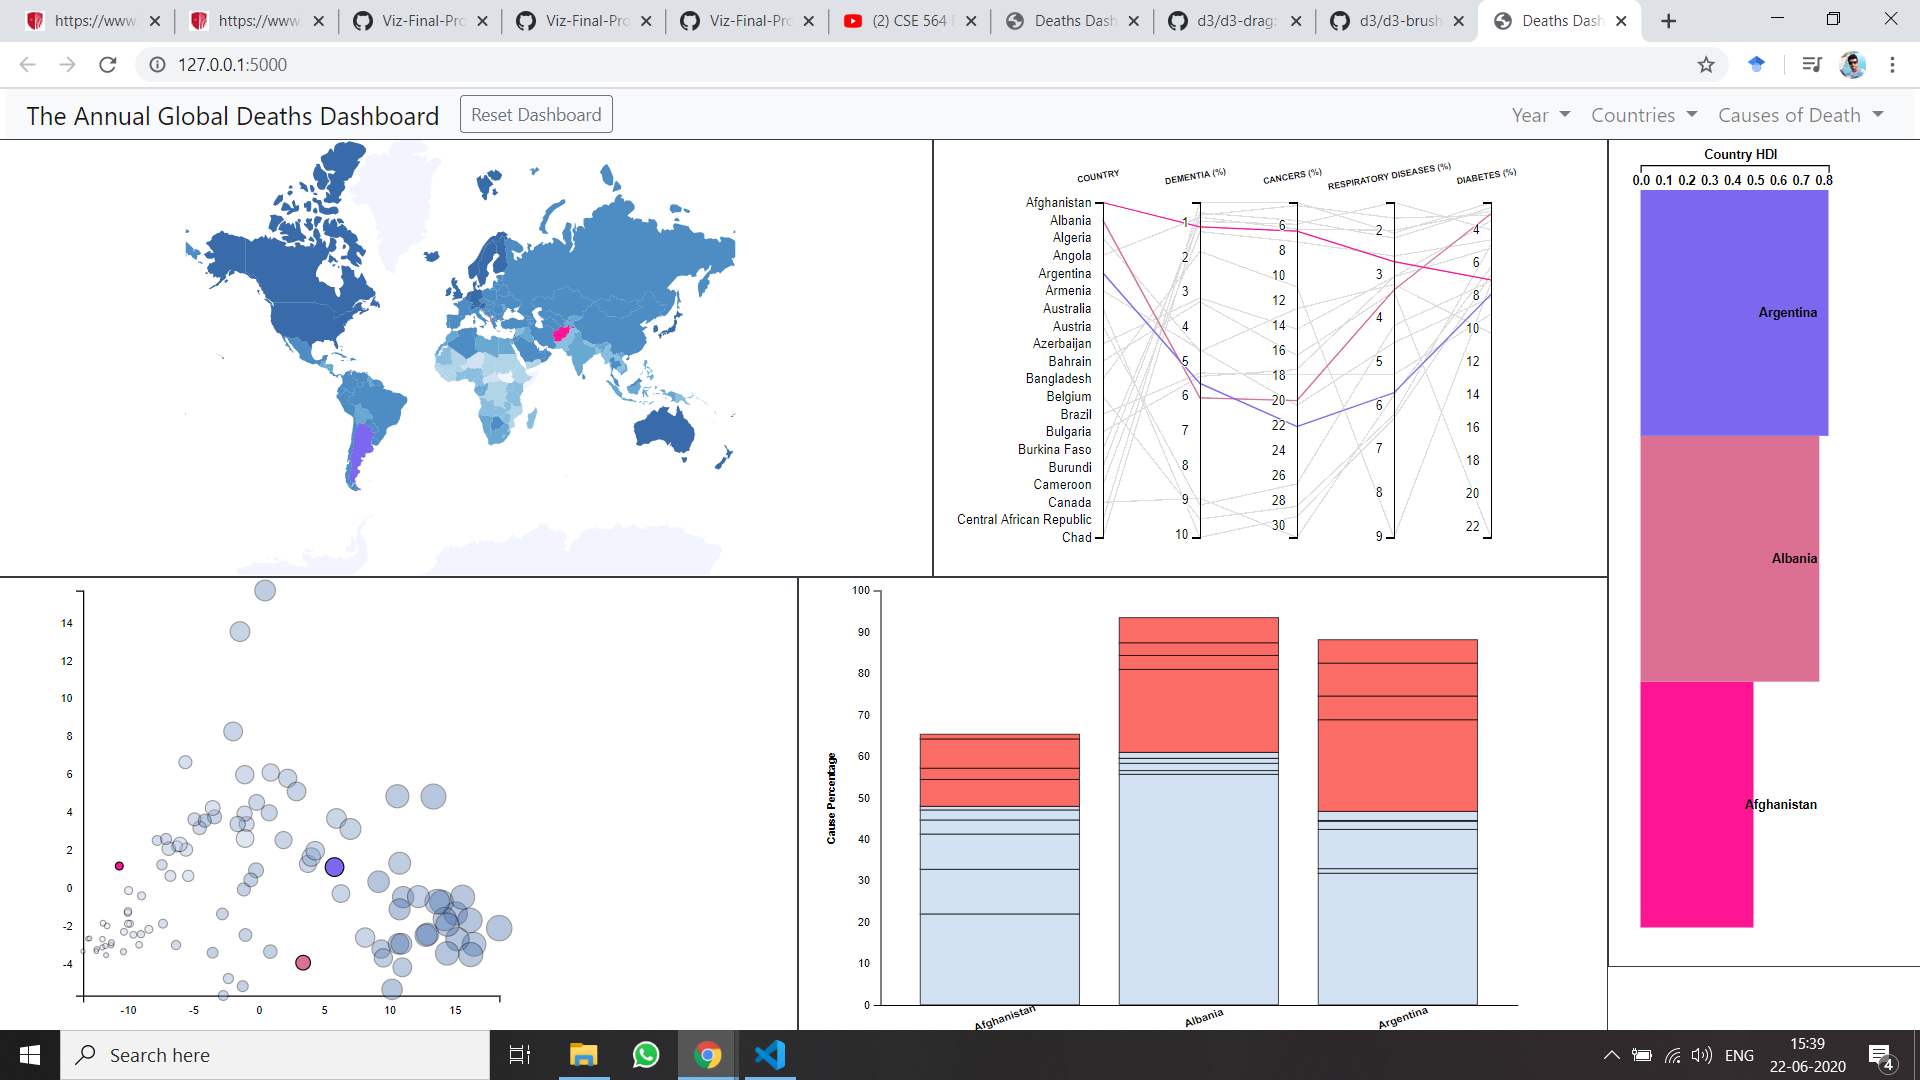 https://www
https://www
Viz-Final-Pro
Viz-Final-Pro
Viz-Final-Pro
(2) CSE 564
Deaths Dash
d3/d3-drag:
d3/d3-brush
Deaths Dash
127.0.0.1:5000
The Annual Global Deaths Dashboard
Reset Dashboard
Year
Countries
Causes of Death
COUNTRY
DEMENTIA (%)
CANCERS (%)
RESPIRATORY DISEASES (%)
DIABETES (%)
Afghanistan
Albania
Algeria
Angola
Argentina
Armenia
Australia
Austria
Azerbaijan
Bahrain
Bangladesh
Belgium
Brazil
Bulgaria
Burkina Faso
Burundi
Cameroon
Canada
Central African Republic
Chad
1
2
3
4
5
6
7
8
9
10
6
8
10
12
14
16
18
20
22
24
26
28
30
2
3
4
5
6
7
8
9
4
6
8
10
12
14
16
18
20
22
Country HDI
0.0 0.1 0.2 0.3 0.4 0.5 0.6 0.7 0.8
Argentina
Albania
Afghanistan
14
12
10
8
6
4
2
0
-2
-4
-10 -5 0 5 10 15
Cause Percentage
100
90
80
70
60
50
40
30
20
10
0
Afghanistan
Albania
Argentina
Search here
ENG
15:39
22-06-2020
4